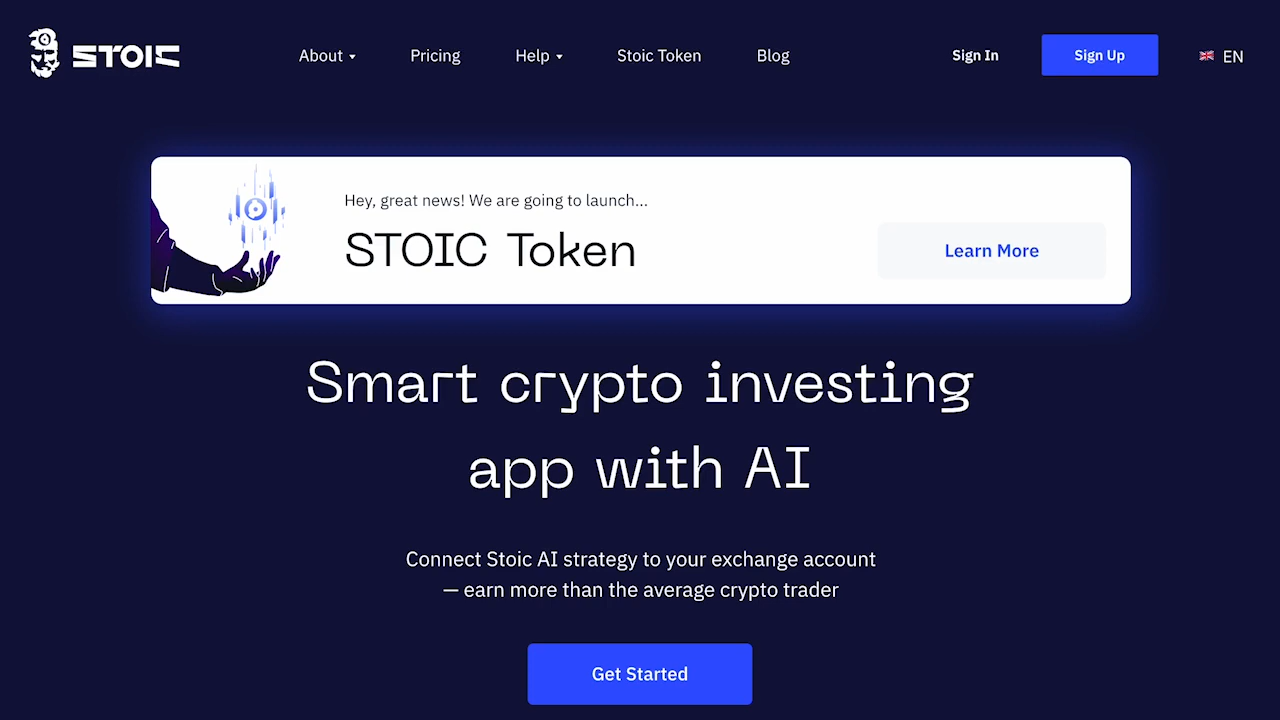 STOIC
About
Pricing
Help
Stoic Token
Blog
Sign In
Sign Up
EN
Hey, great news! We are going to launch...
STOIC Token
Learn More
Smart crypto investing
app with AI
Connect Stoic AI strategy to your exchange account
— earn more than the average crypto trader
Get Started